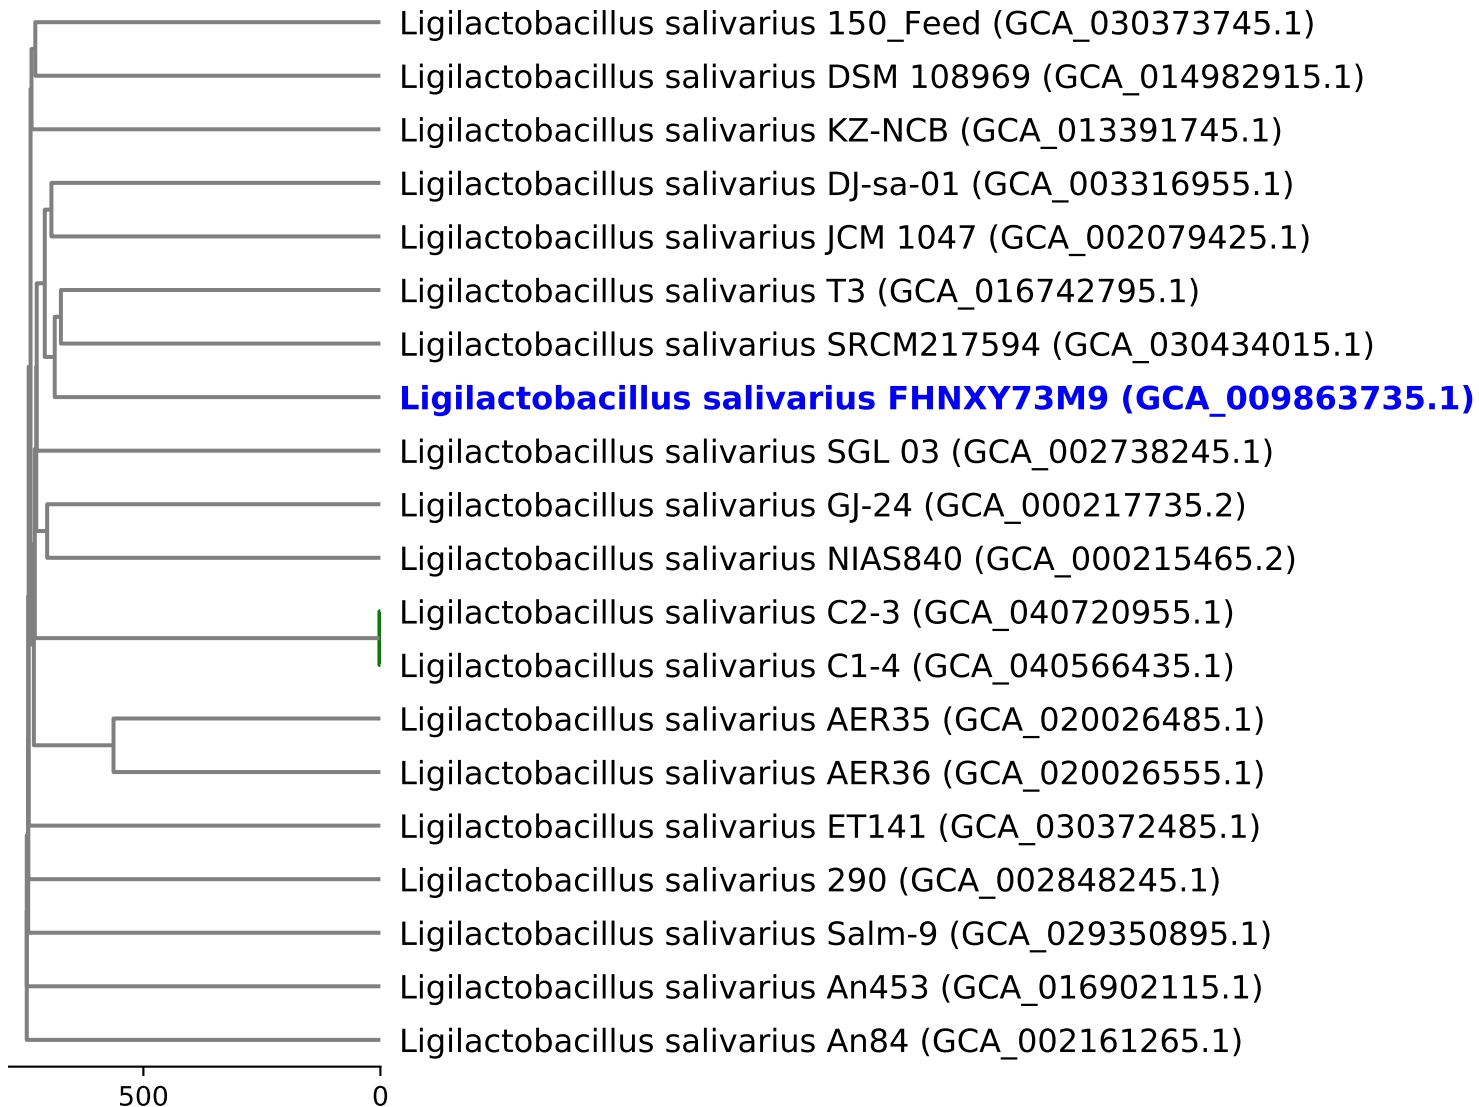 Ligilactobacillus salivarius 150_Feed (GCA_030373745.1)
Ligilactobacillus salivarius DSM 108969 (GCA_014982915.1)
Ligilactobacillus salivarius KZ-NCB (GCA_013391745.1)
Ligilactobacillus salivarius DJ-sa-01 (GCA_003316955.1)
Ligilactobacillus salivarius JCM 1047 (GCA_002079425.1)
Ligilactobacillus salivarius T3 (GCA_016742795.1)
Ligilactobacillus salivarius SRCM217594 (GCA_030434015.1)
Ligilactobacillus salivarius FHNXY73M9 (GCA_009863735.1)
Ligilactobacillus salivarius SGL 03 (GCA_002738245.1)
Ligilactobacillus salivarius GJ-24 (GCA_000217735.2)
Ligilactobacillus salivarius NIAS840 (GCA_000215465.2)
Ligilactobacillus salivarius C2-3 (GCA_040720955.1)
Ligilactobacillus salivarius C1-4 (GCA_040566435.1)
Ligilactobacillus salivarius AER35 (GCA_020026485.1)
Ligilactobacillus salivarius AER36 (GCA_020026555.1)
Ligilactobacillus salivarius ET141 (GCA_030372485.1)
Ligilactobacillus salivarius 290 (GCA_002848245.1)
Ligilactobacillus salivarius Salm-9 (GCA_029350895.1)
Ligilactobacillus salivarius An453 (GCA_016902115.1)
Ligilactobacillus salivarius An84 (GCA_002161265.1)
500 0